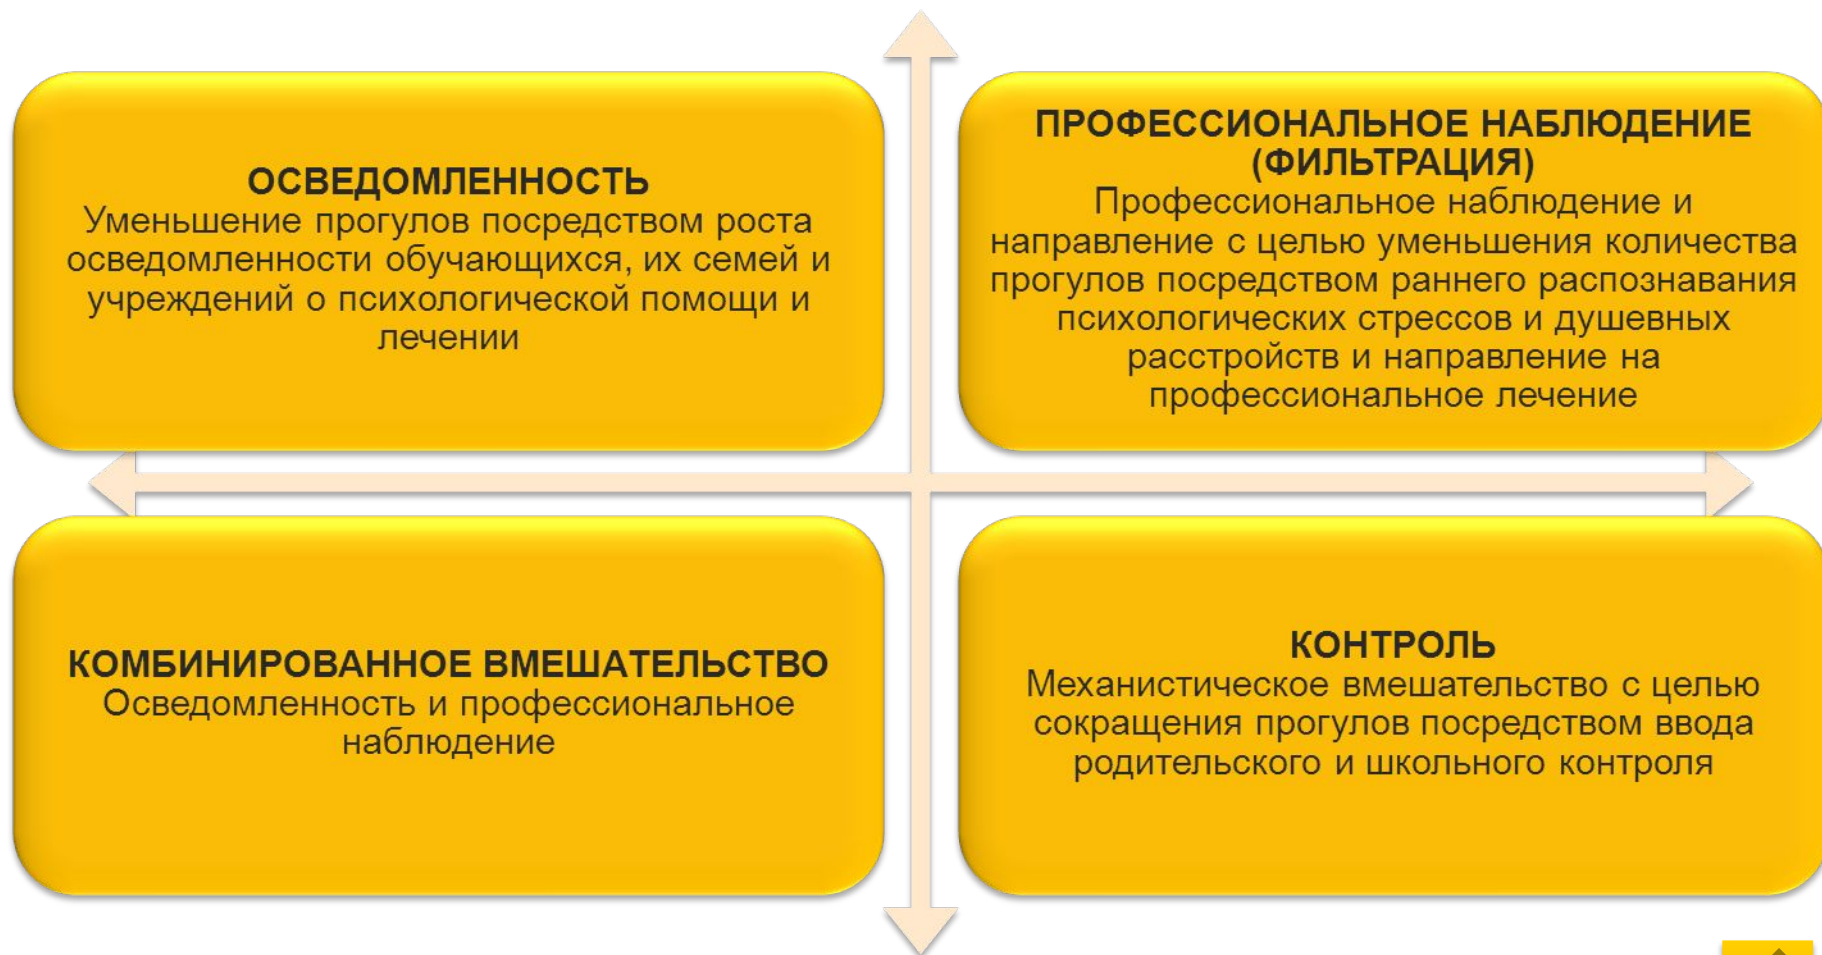 ОСВЕДОМЛЕННОСТЬ
Уменьшение прогулов посредством роста
осведомленности обучающихся, их семей и
учреждений о психологической помощи и
лечении
ПРОФЕССИОНАЛЬНОЕ НАБЛЮДЕНИЕ
(ФИЛЬТРАЦИЯ)
Профессиональное наблюдение и
направление с целью уменьшения количества
прогулов посредством раннего распознавания
психологических стрессов и душевных
расстройств и направление на
профессиональное лечение
КОМБИНИРОВАННОЕ ВМЕШАТЕЛЬСТВО
Осведомленность и профессиональное
наблюдение
КОНТРОЛЬ
Механистическое вмешательство с целью
сокращения прогулов посредством ввода
родительского и школьного контроля